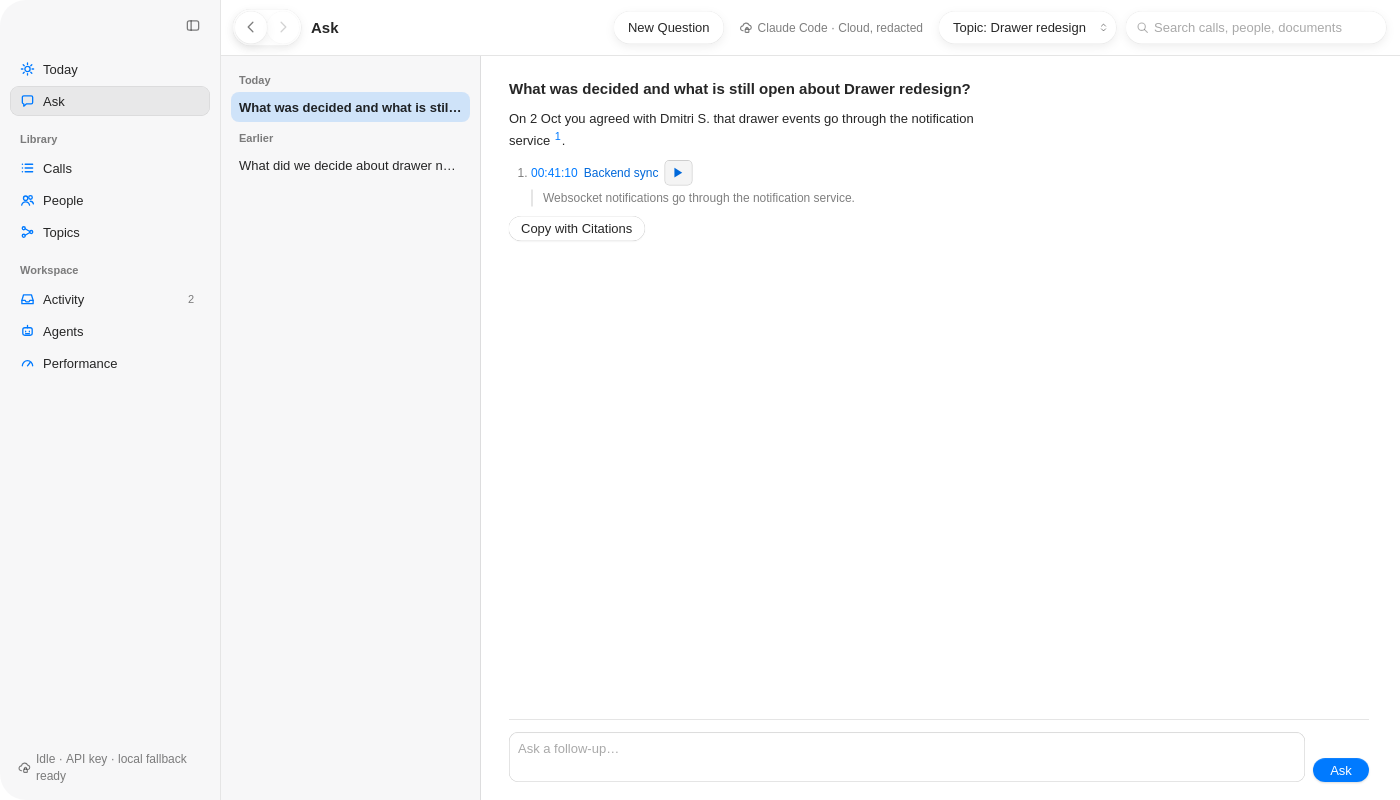 Ask
New Question
Claude Code · Cloud, redacted
Topic: Drawer redesign
Search calls, people, documents
Today
Ask
Library
Calls
People
Topics
Workspace
Activity 2
Agents
Performance
Idle · API key · local fallback
ready
Today
What was decided and what is stil…
Earlier
What did we decide about drawer n…
What was decided and what is still open about Drawer redesign?
On 2 Oct you agreed with Dmitri S. that drawer events go through the notification
service 1.
1. 00:41:10 Backend sync
Websocket notifications go through the notification service.
Copy with Citations
Ask a follow-up…
Ask